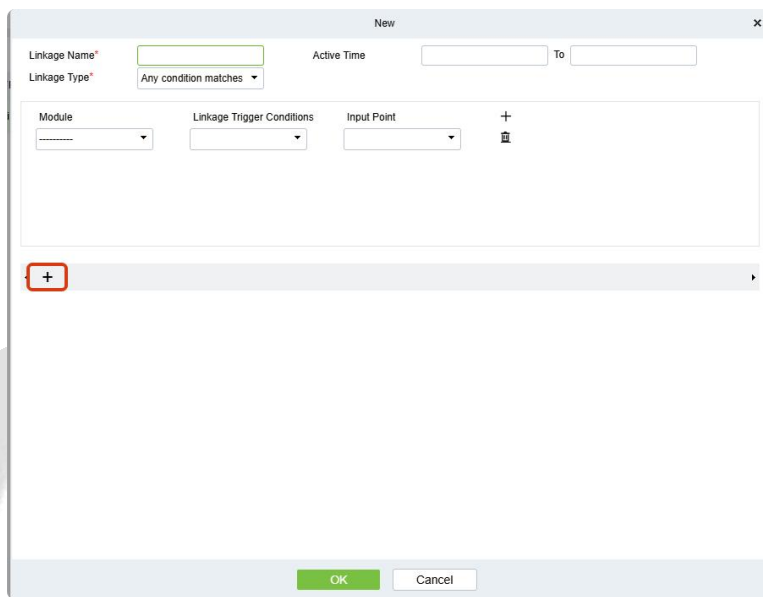 New
Linkage Name* Active Time To
Linkage Type* Any condition matches
Module Linkage Trigger Conditions Input Point
----------
OK Cancel